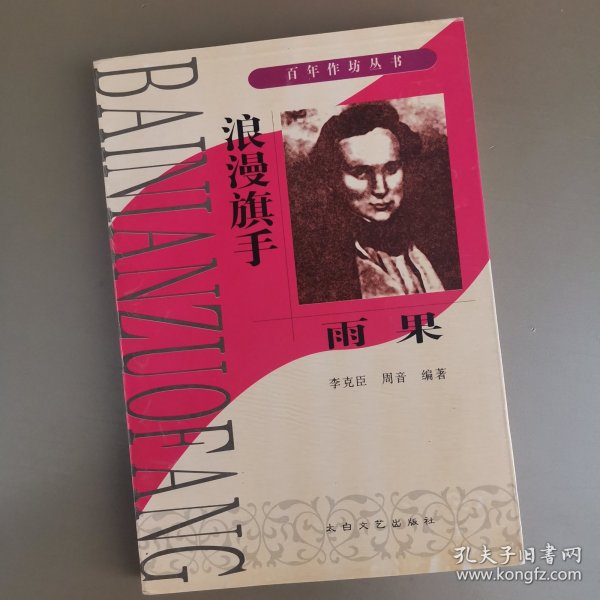 百年作坊丛书
BAINIANZUOFANG
浪漫旗手
雨果
李克臣 周音 编著
太白文艺出版社
孔夫子旧书网
www.kongfz.com